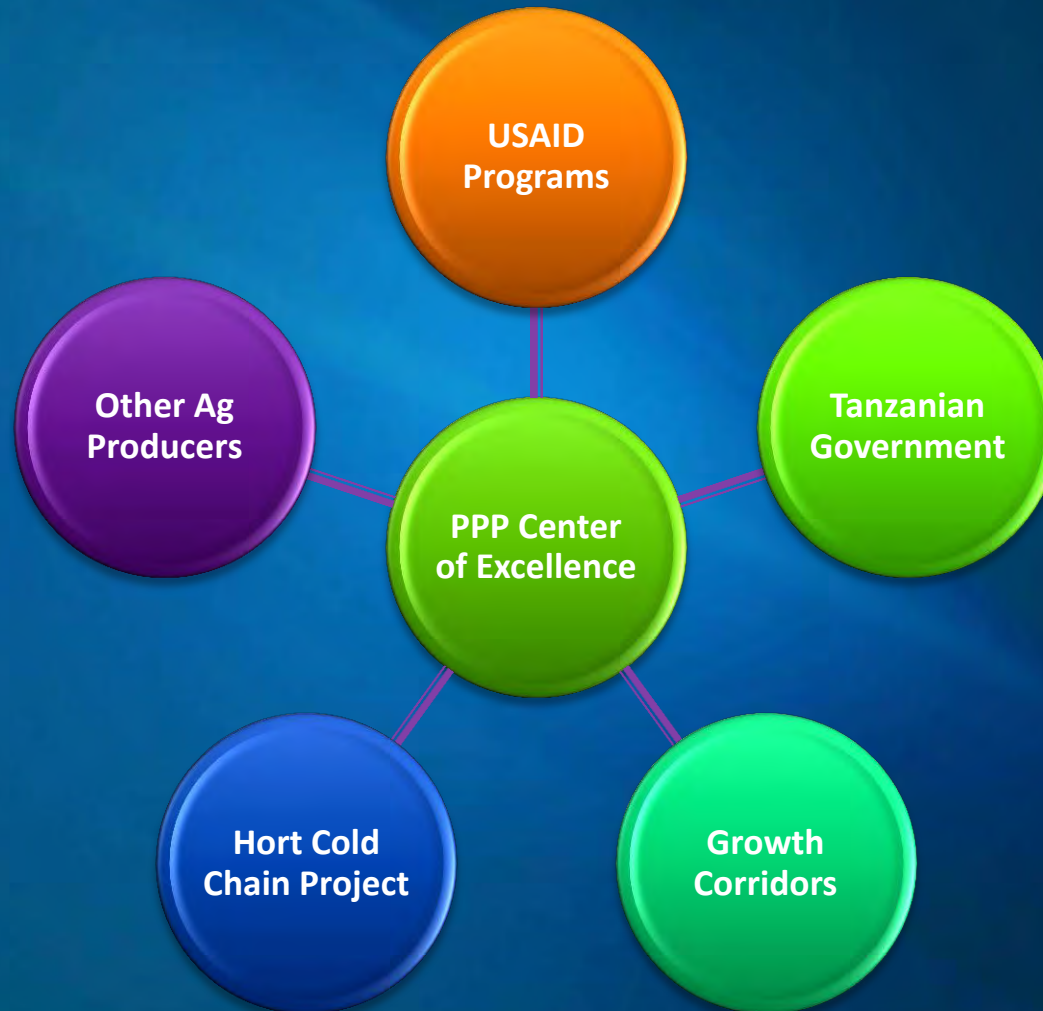 USAID
Programs
Tanzanian
Government
Other Ag
Producers
PPP Center
of Excellence
Hort Cold
Chain Project
Growth
Corridors